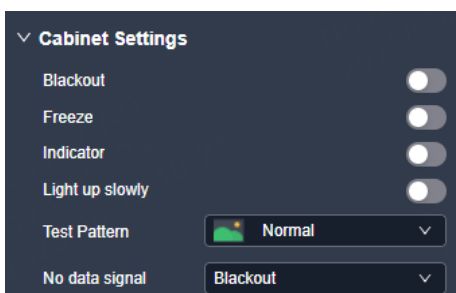 Cabinet Settings
Blackout
Freeze
Indicator
Light up slowly
Test Pattern Normal
No data signal Blackout